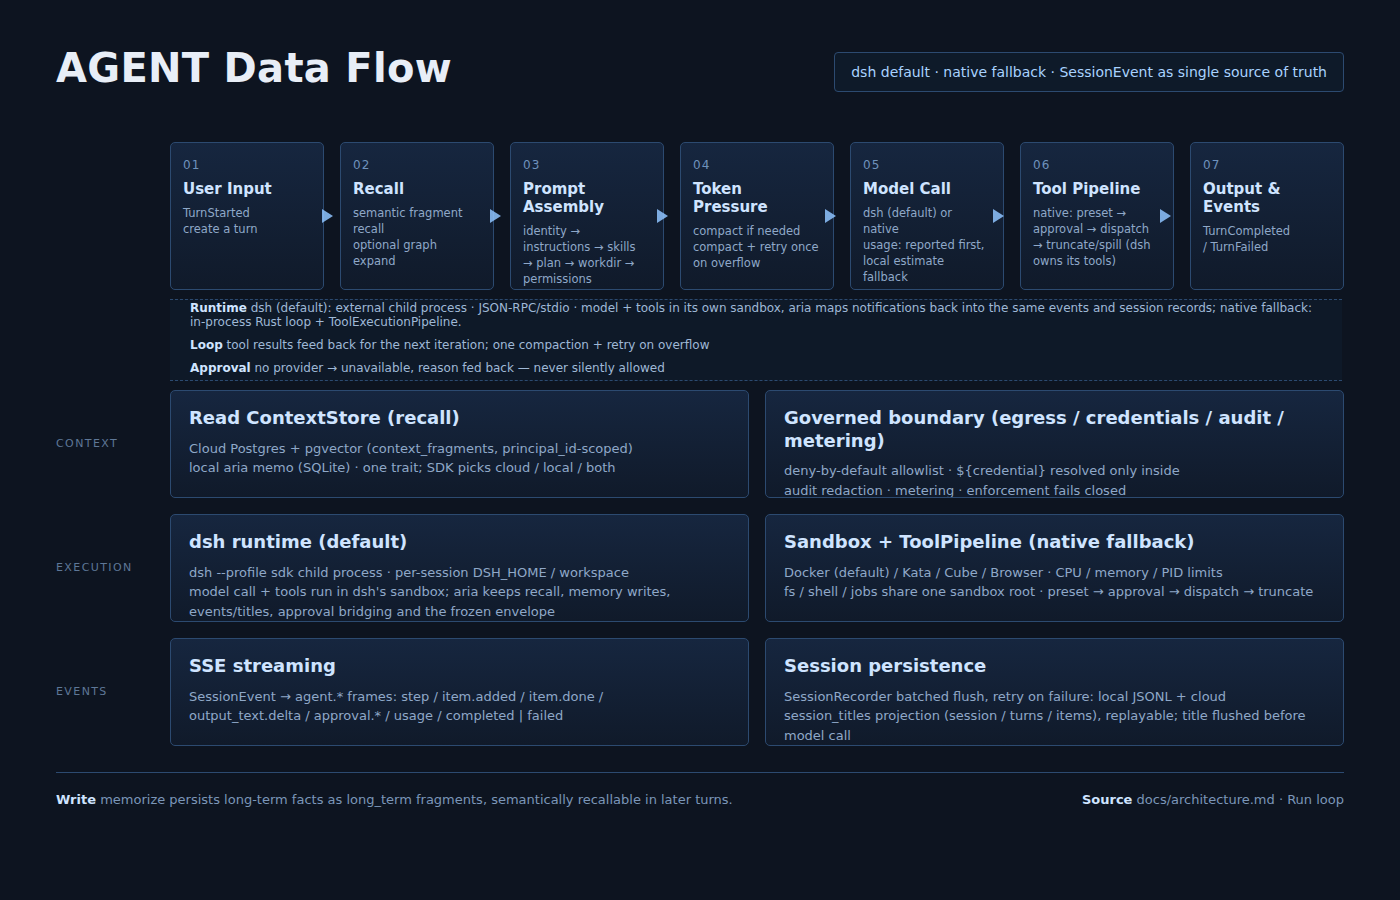 AGENT Data Flow
dsh default · native fallback · SessionEvent as single source of truth
01
User Input
TurnStarted
create a turn
02
Recall
semantic fragment
recall
optional graph
expand
03
Prompt
Assembly
identity →
instructions → skills
→ plan → workdir →
permissions
04
Token
Pressure
compact if needed
compact + retry once
on overflow
05
Model Call
dsh (default) or
native
usage: reported first,
local estimate
fallback
06
Tool Pipeline
native: preset →
approval → dispatch
→ truncate/spill (dsh
owns its tools)
07
Output &
Events
TurnCompleted
/ TurnFailed
Runtime dsh (default): external child process · JSON-RPC/stdio · model + tools in its own sandbox, aria maps notifications back into the same events and session records; native fallback:
in-process Rust loop + ToolExecutionPipeline.
Loop tool results feed back for the next iteration; one compaction + retry on overflow
Approval no provider → unavailable, reason fed back — never silently allowed
CONTEXT
Read ContextStore (recall)
Cloud Postgres + pgvector (context_fragments, principal_id-scoped)
local aria memo (SQLite) · one trait; SDK picks cloud / local / both
Governed boundary (egress / credentials / audit /
metering)
deny-by-default allowlist · ${credential} resolved only inside
audit redaction · metering · enforcement fails closed
EXECUTION
dsh runtime (default)
dsh --profile sdk child process · per-session DSH_HOME / workspace
model call + tools run in dsh's sandbox; aria keeps recall, memory writes,
events/titles, approval bridging and the frozen envelope
Sandbox + ToolPipeline (native fallback)
Docker (default) / Kata / Cube / Browser · CPU / memory / PID limits
fs / shell / jobs share one sandbox root · preset → approval → dispatch → truncate
EVENTS
SSE streaming
SessionEvent → agent.* frames: step / item.added / item.done /
output_text.delta / approval.* / usage / completed | failed
Session persistence
SessionRecorder batched flush, retry on failure: local JSONL + cloud
session_titles projection (session / turns / items), replayable; title flushed before
model call
Write memorize persists long-term facts as long_term fragments, semantically recallable in later turns.
Source docs/architecture.md · Run loop